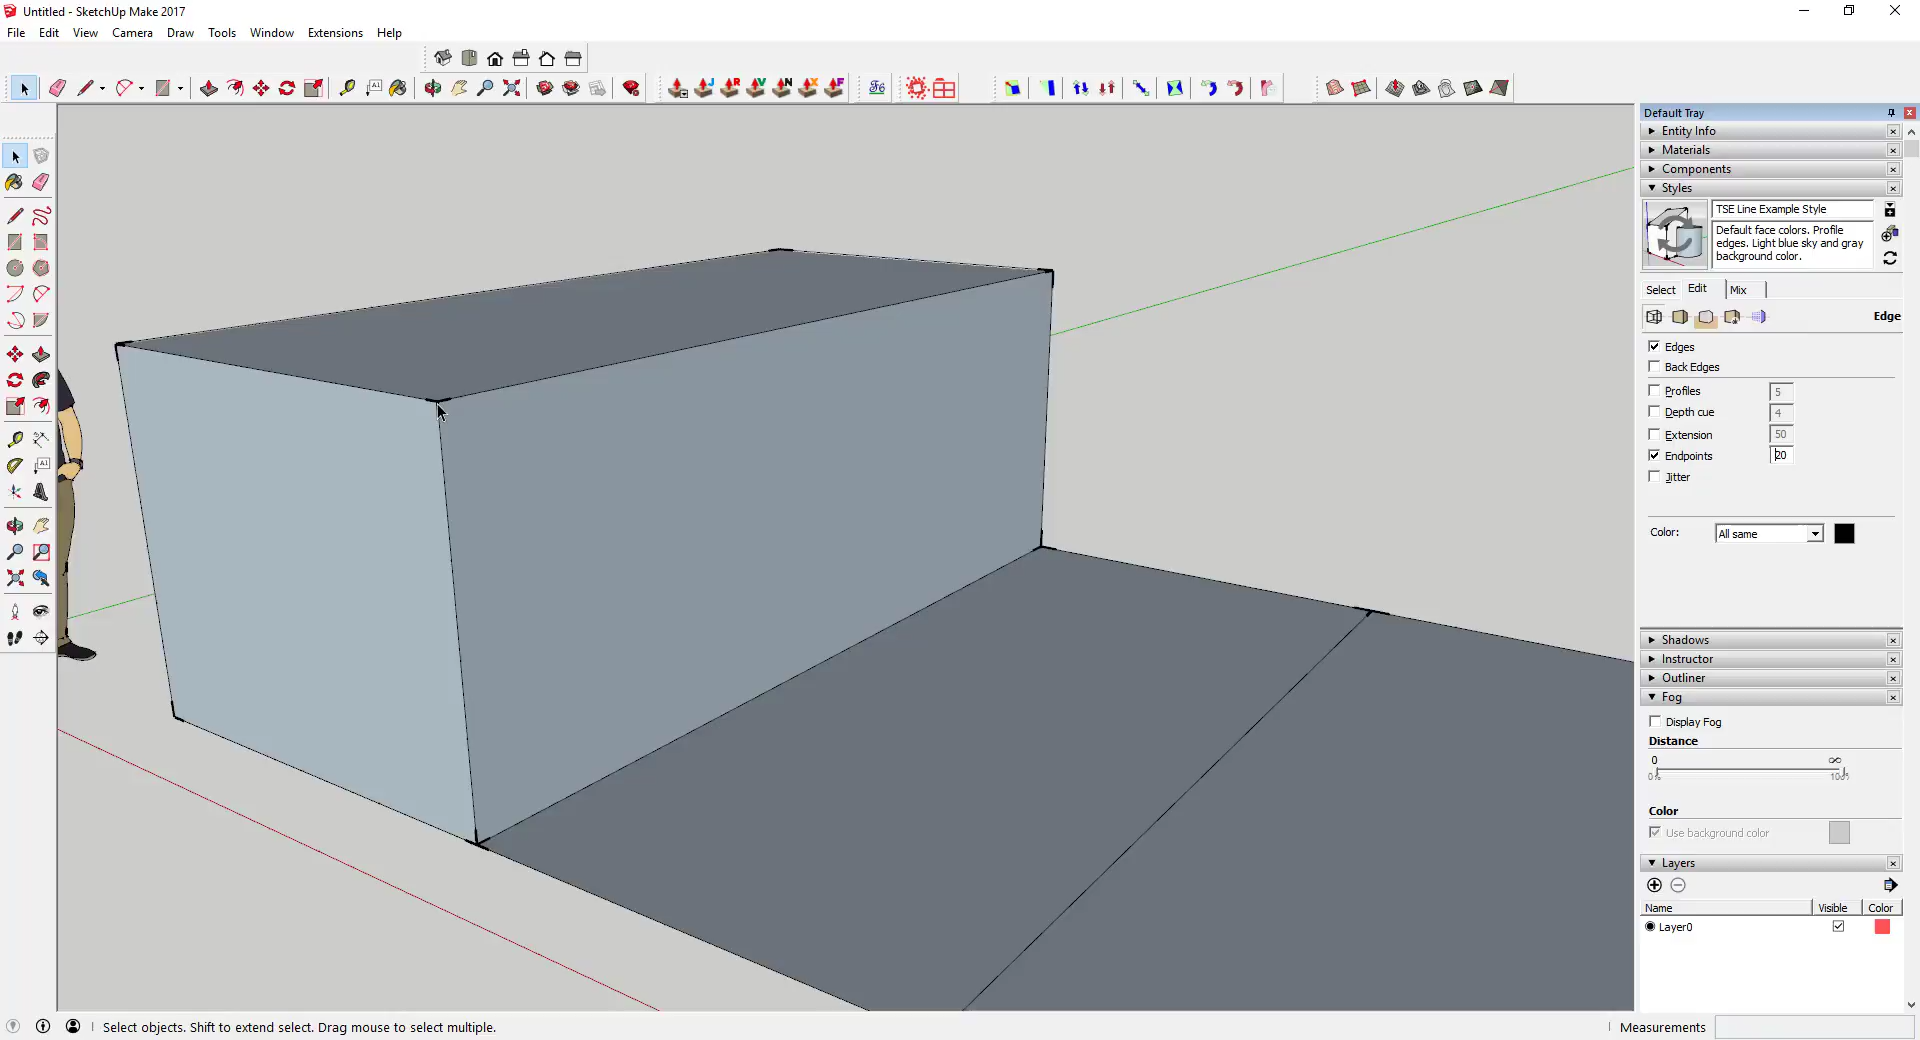 Untitled - SketchUp Make 2017
File Edit View Camera Draw Tools Window Extensions Help
Default Tray
Entity Info
Materials
Components
Styles
TSE Line Example Style
Default face colors. Profile
edges. Light blue sky and gray
background color.
Select Edit Mix
Edge
Edges
Back Edges
Profiles 5
Depth cue 4
Extension 50
Endpoints 20
Jitter
Color: All same
Shadows
Instructor
Outliner
Fog
Display Fog
Distance
0 ∞
0%
Color
Use background color
Layers
Name Visible Color
Layer0
Select objects. Shift to extend select. Drag mouse to select multiple.
Measurements